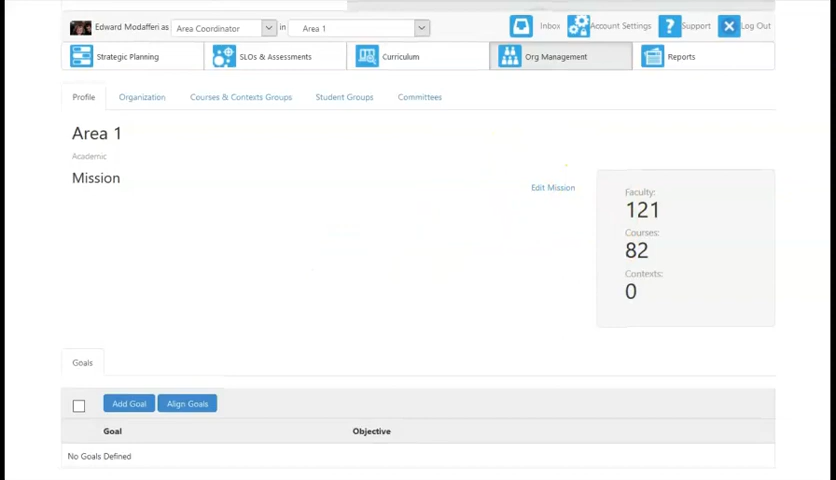 Edward Modafferi as Area Coordinator in Area 1 Inbox Account Settings Support Log Out
Strategic Planning SLOs & Assessments Curriculum Org Management Reports
Profile Organization Courses & Contexts Groups Student Groups Committees
Area 1
Academic
Mission
Edit Mission
Faculty:
121
Courses:
82
Contexts:
0
Goals
Add Goal Align Goals
Goal Objective
No Goals Defined